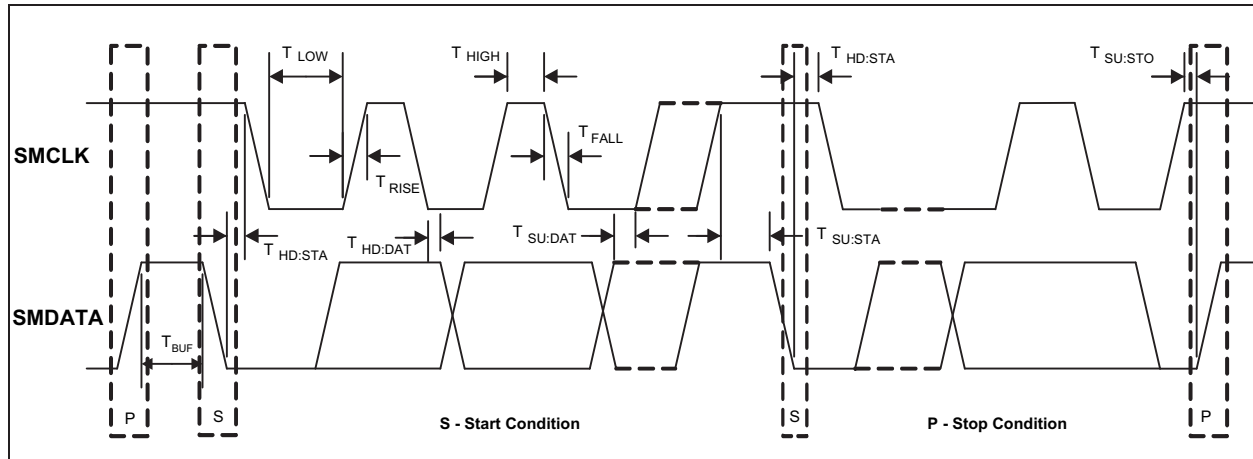 T LOW
T HIGH
T HD:STA
T SU:STO
SMCLK
T FALL
T RISE
T HD:STA
T HD:DAT
T SU:DAT
T SU:STA
SMDATA
T BUF
P
S
S - Start Condition
S
P - Stop Condition
P